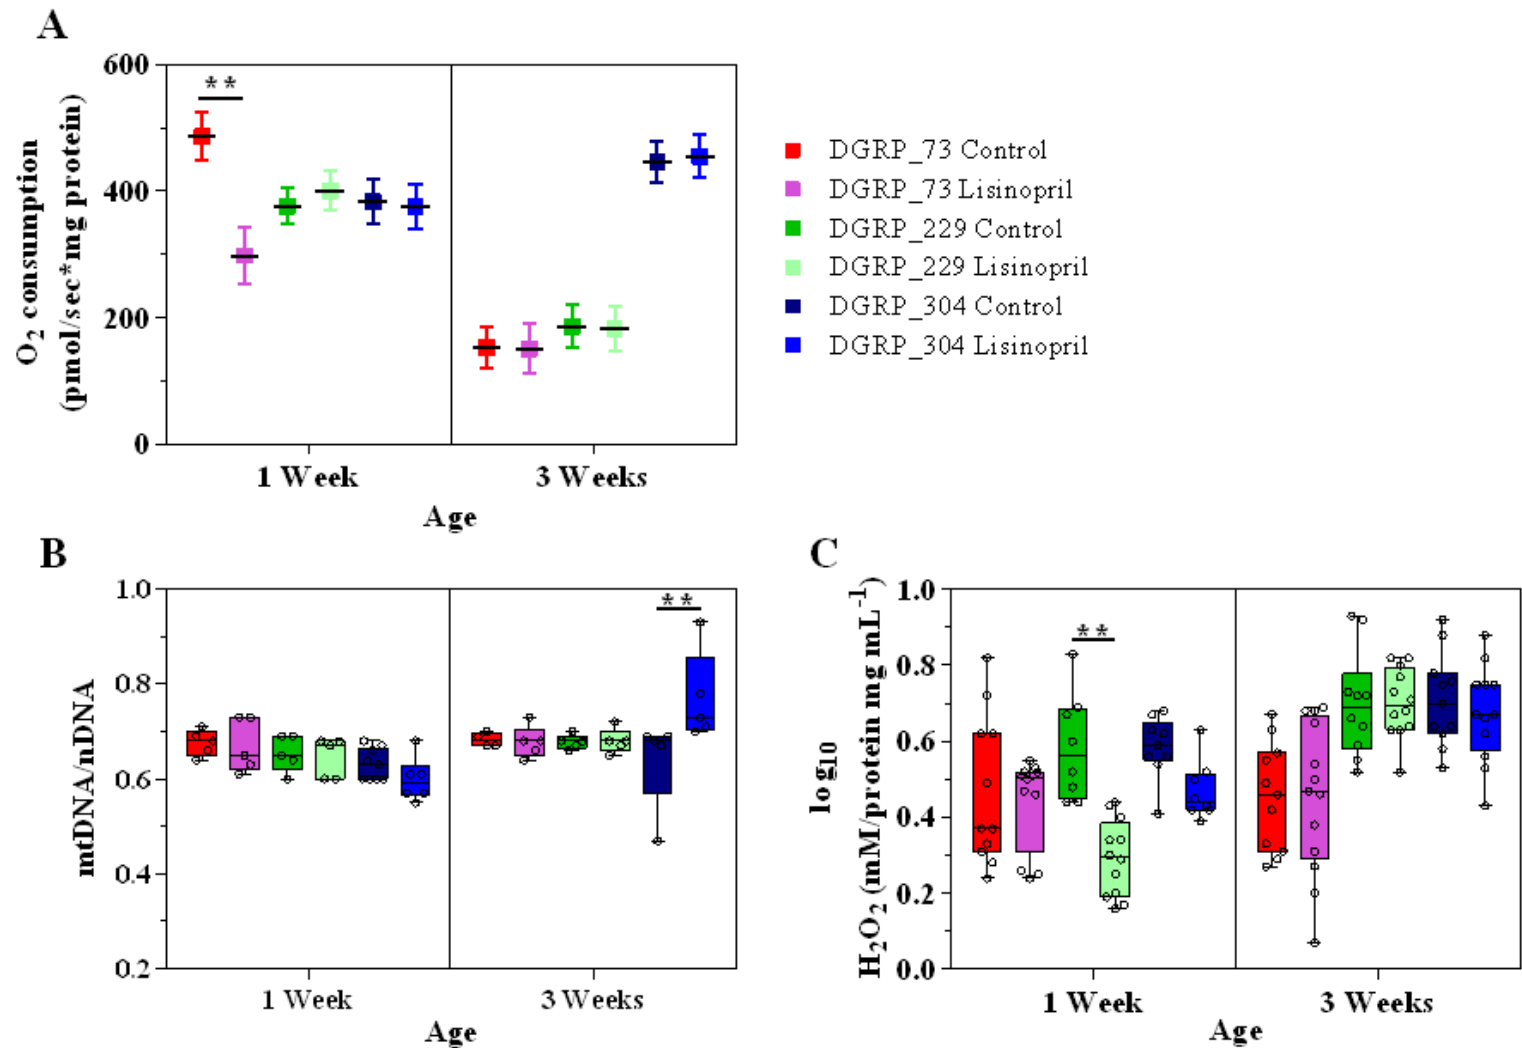 A
O2 consumption
(pmol/sec*mg protein)
600
400
200
0
**
1 Week
3 Weeks
Age
DGRP_73 Control
DGRP_73 Lisinopril
DGRP_229 Control
DGRP_229 Lisinopril
DGRP_304 Control
DGRP_304 Lisinopril
B
mtDNA/nDNA
1.0
0.8
0.6
0.4
0.2
**
1 Week
3 Weeks
Age
C
log10
H2O2 (mM/protein mg mL-1)
1.0
0.8
0.6
0.4
0.2
0.0
**
1 Week
3 Weeks
Age